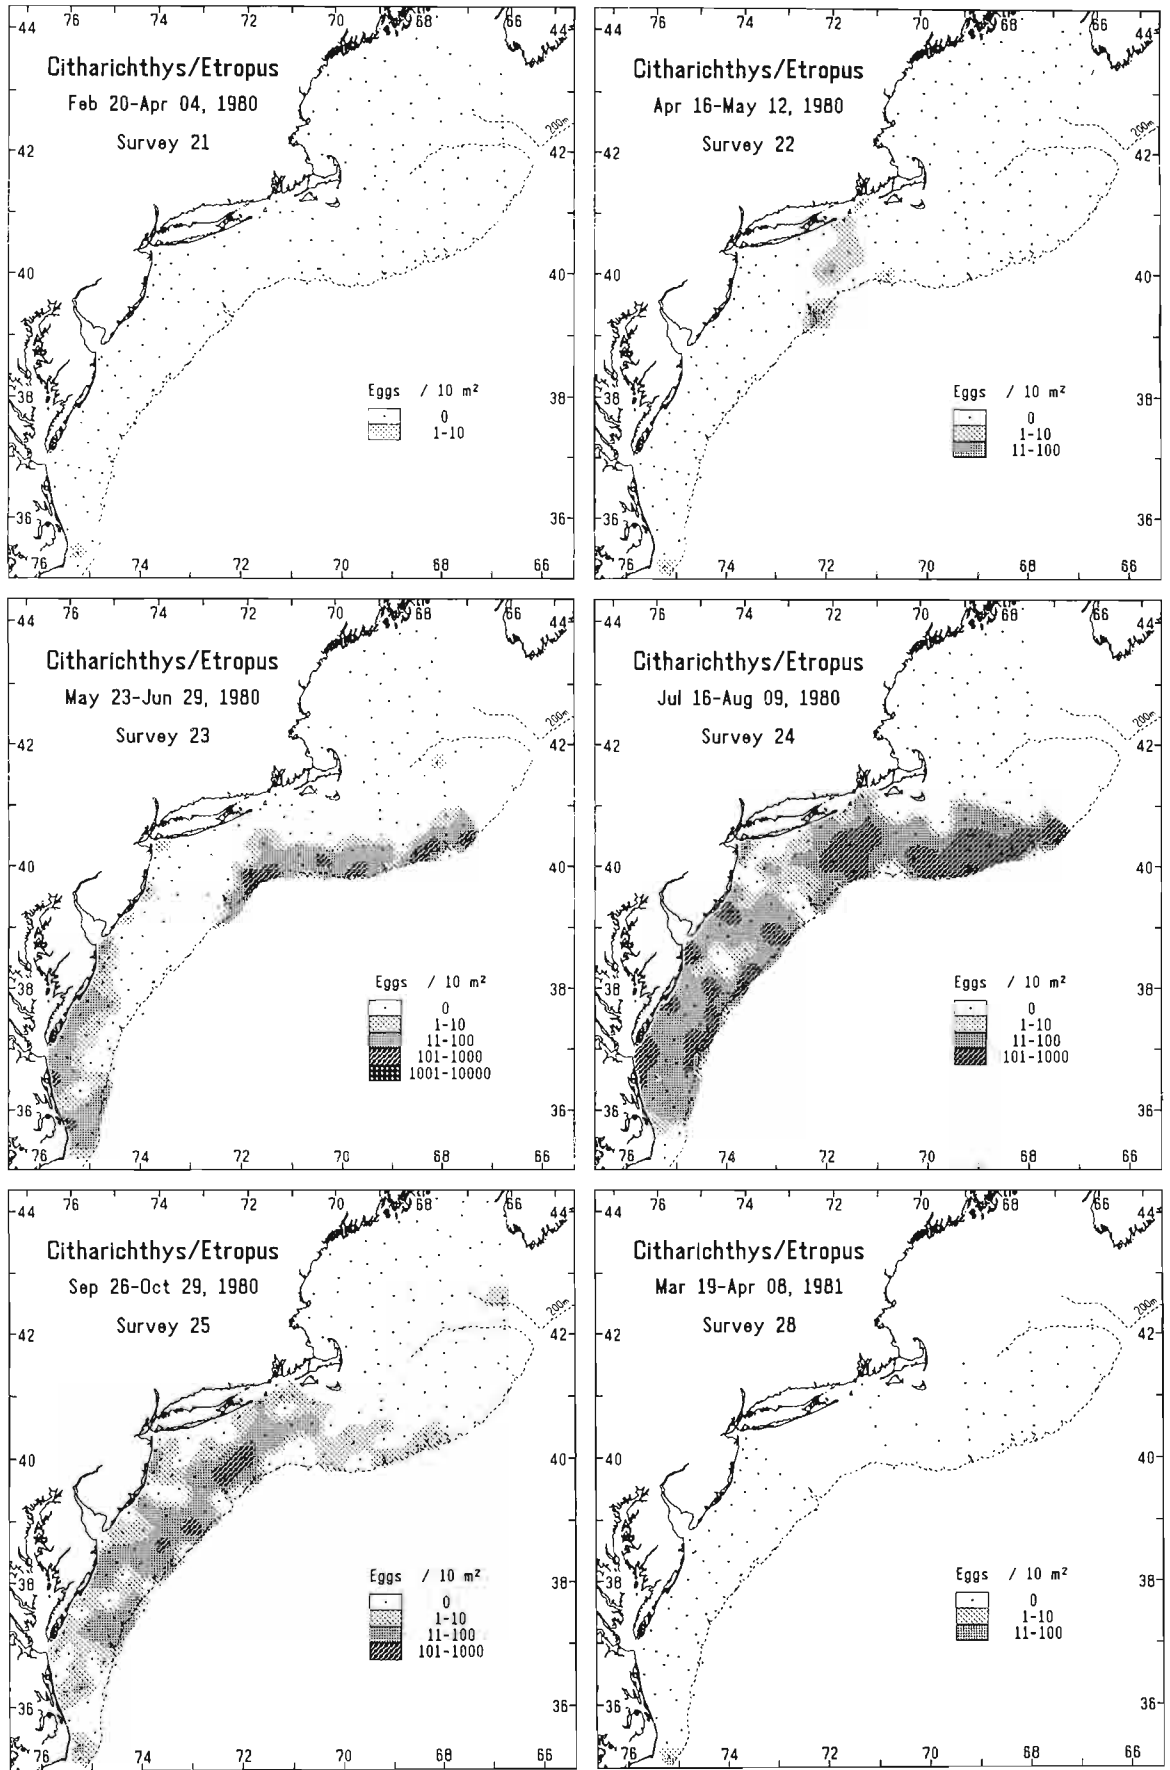 76 74 72 70 68 66
44 44
Citharichthys/Etropus
Feb 20-Apr 04, 1980
Survey 21
200m
42 42
40 40
Eggs / 10 m²
0
1-10
38 38
36 36
76 74 72 70 68 66
76 74 72 70 68 66
44 44
Citharichthys/Etropus
Apr 16-May 12, 1980
Survey 22
200m
42 42
40 40
Eggs / 10 m²
0
1-10
11-100
38 38
36 36
76 74 72 70 68 66
76 74 72 70 68 66
44 44
Citharichthys/Etropus
May 23-Jun 29, 1980
Survey 23
200m
42 42
40 40
Eggs / 10 m²
38 38
0
1-10
11-100
101-1000
1001-10000
36 36
76 74 72 70 68 66
76 74 72 70 68 66
44 44
Citharichthys/Etropus
Jul 16-Aug 09, 1980
Survey 24
200m
42 42
40 40
Eggs / 10 m²
38 38
0
1-10
11-100
101-1000
36 36
76 74 72 70 68 66
76 74 72 70 68 66
44 44
Citharichthys/Etropus
Sep 26-Oct 29, 1980
Survey 25
200m
42 42
40 40
Eggs / 10 m²
38 38
0
1-10
11-100
101-1000
36 36
76 74 72 70 68 66
76 74 72 70 68 66
44 44
Citharichthys/Etropus
Mar 19-Apr 08, 1981
Survey 28
200m
42 42
40 40
Eggs / 10 m²
38 38
0
1-10
11-100
36 36
76 74 72 70 68 66